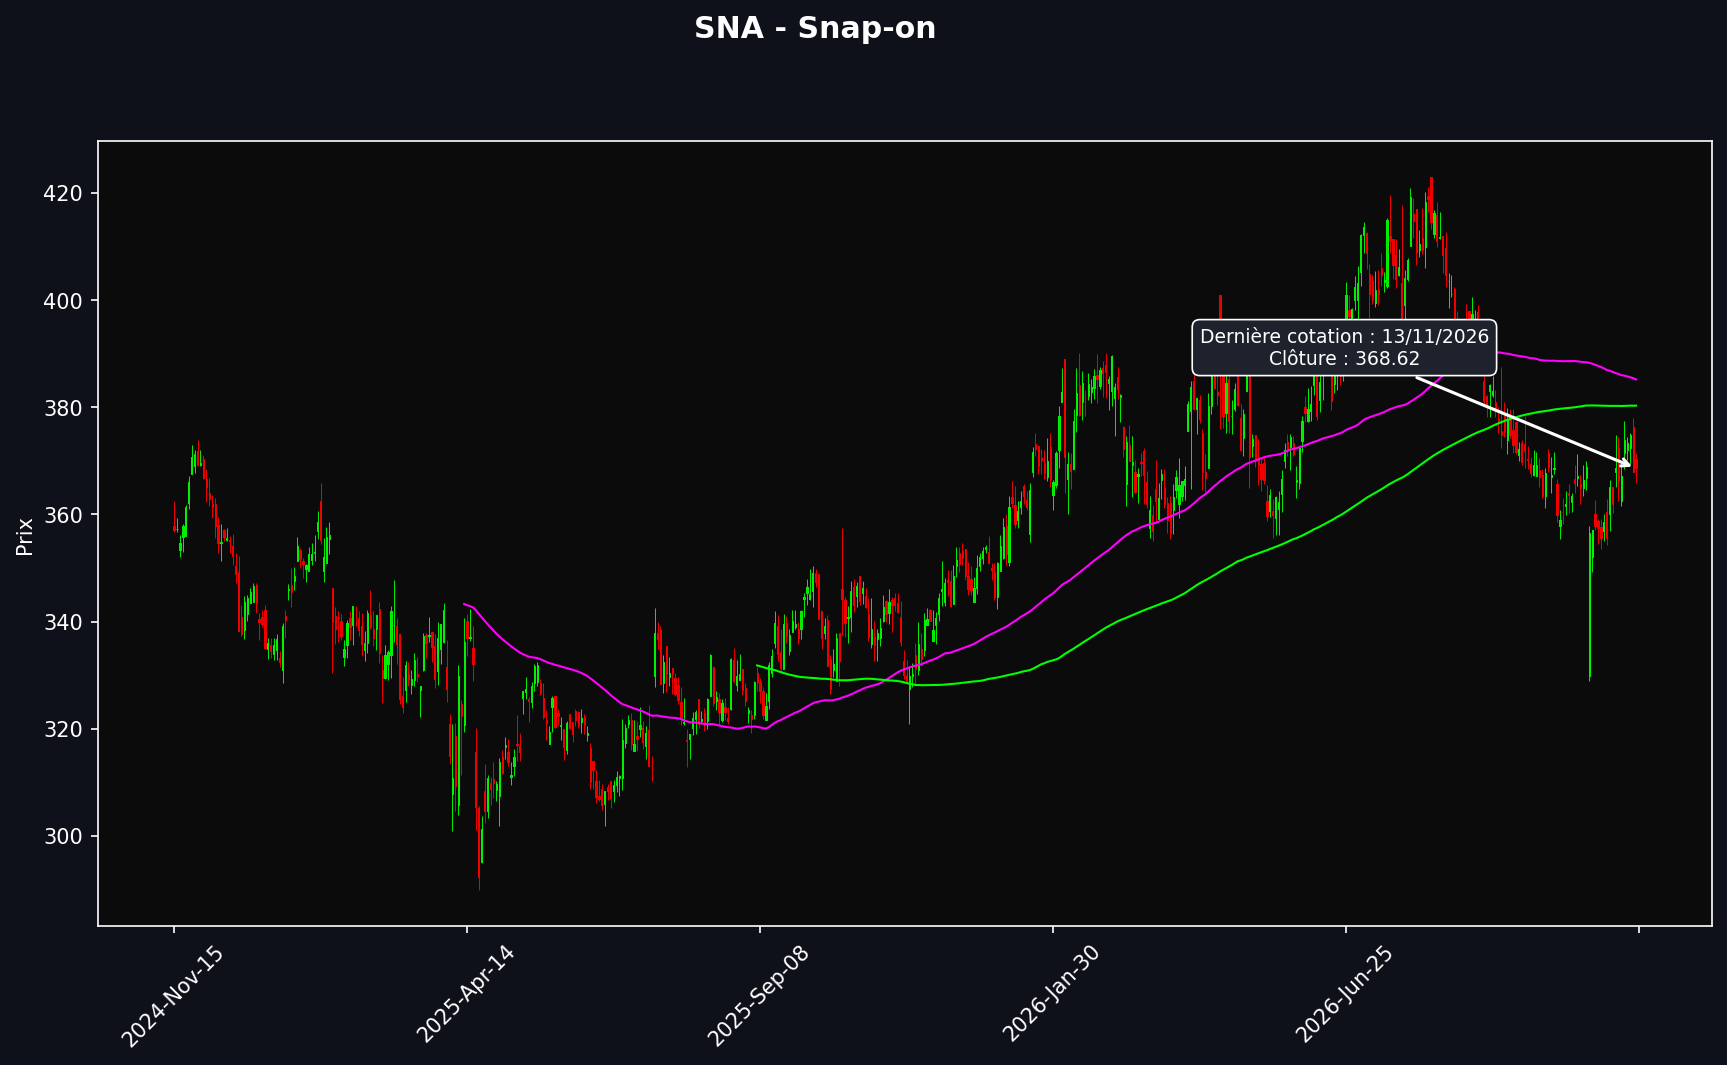 SNA - Snap-on
Prix
420
400
380
360
340
320
300
Dernière cotation : 13/11/2026
Clôture : 368.62
2024-Nov-15
2025-Apr-14
2025-Sep-08
2026-Jan-30
2026-Jun-25